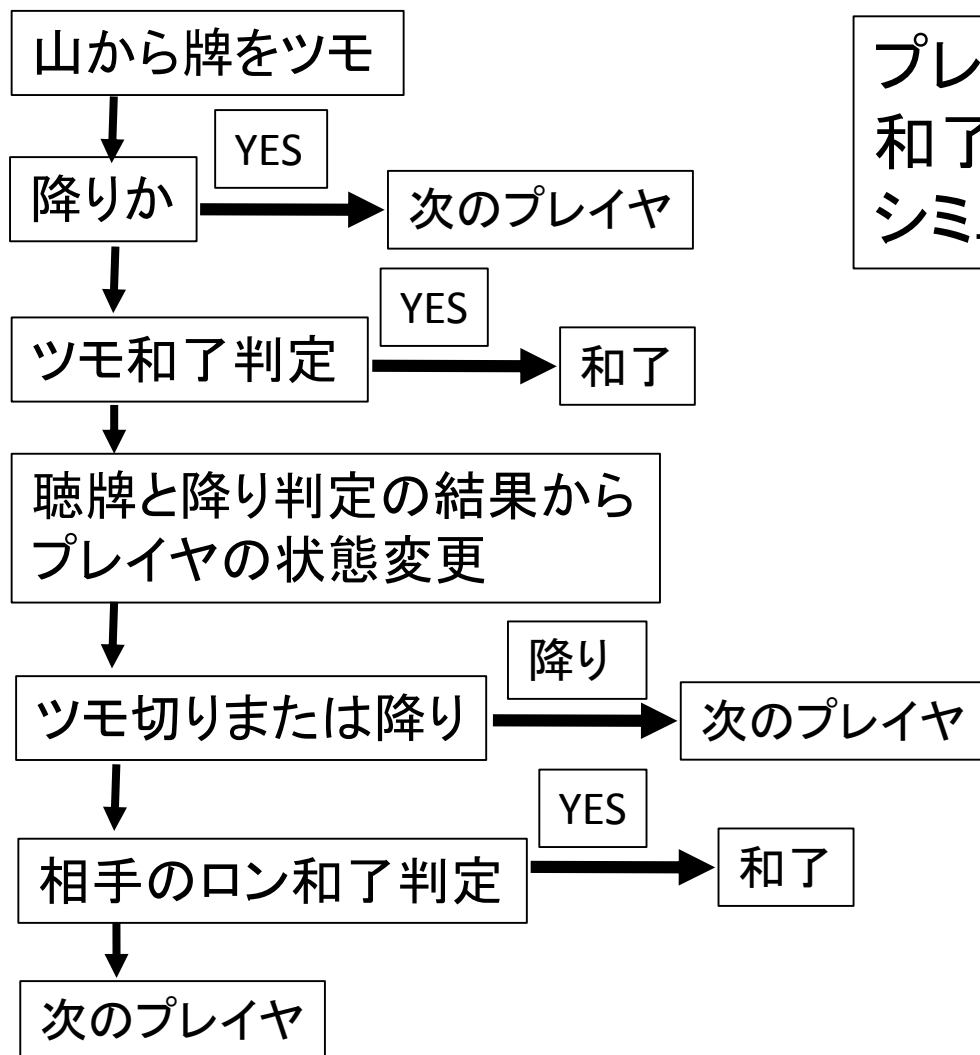 山から牌をツモ
YES
降りか
次のプレイヤ
YES
ツモ和了判定
和了
聴牌と降り判定の結果から
プレイヤの状態変更
降り
ツモ切りまたは降り
次のプレイヤ
YES
相手のロン和了判定
和了
次のプレイヤ
プレ
和
シミ